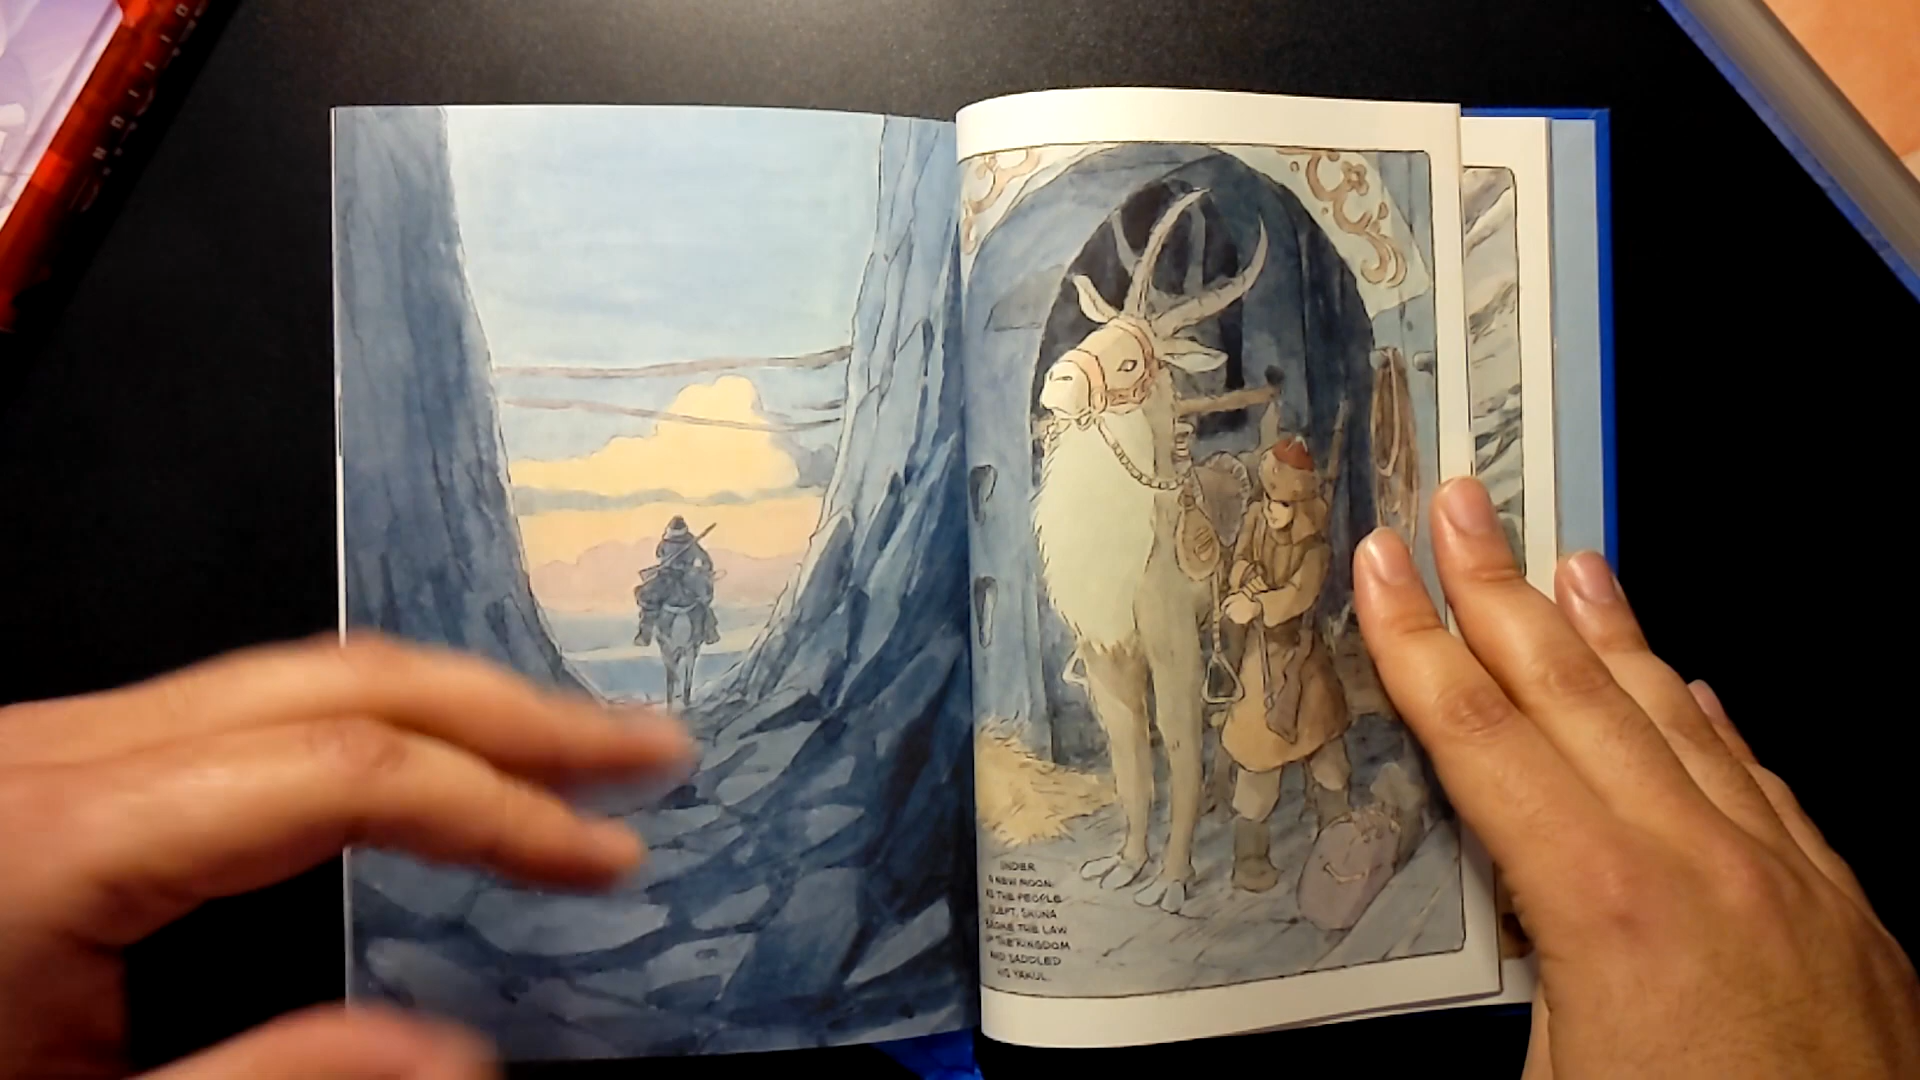 UNDER
A NEW MOON,
AS THE PEOPLE
SLEPT, SHUNA
BROKE THE LAW
OF THE KINGDOM
AND SADDLED
HIS YAKUL.